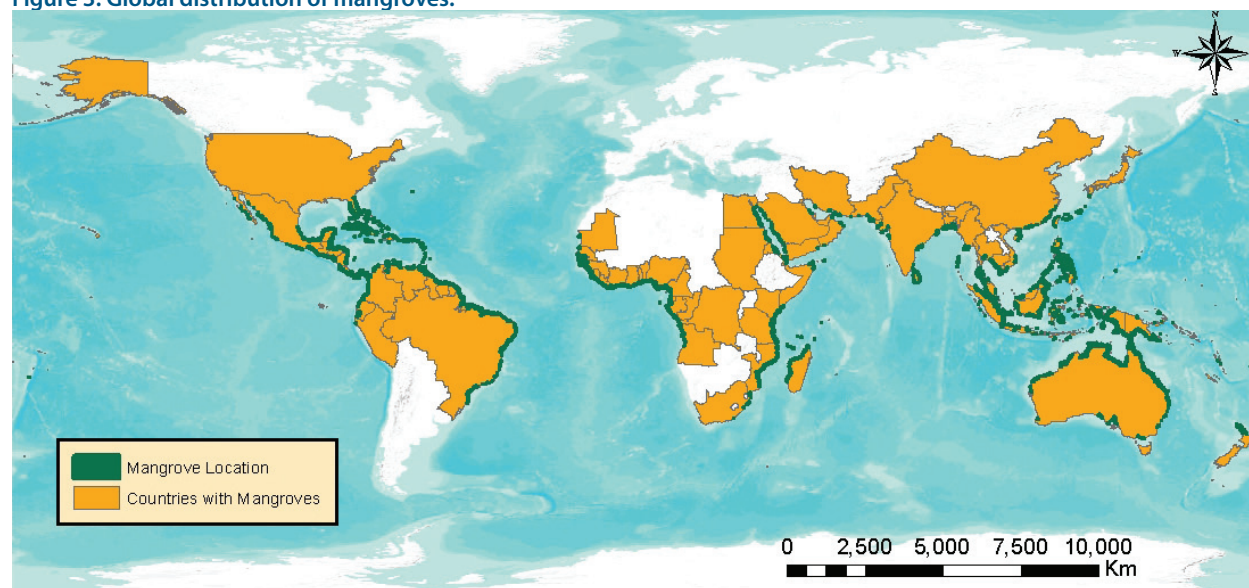 Figure 3. Global distribution of mangroves.
N
W
S
Mangrove Location
Countries with Mangroves
0 2,500 5,000 7,500 10,000
Km